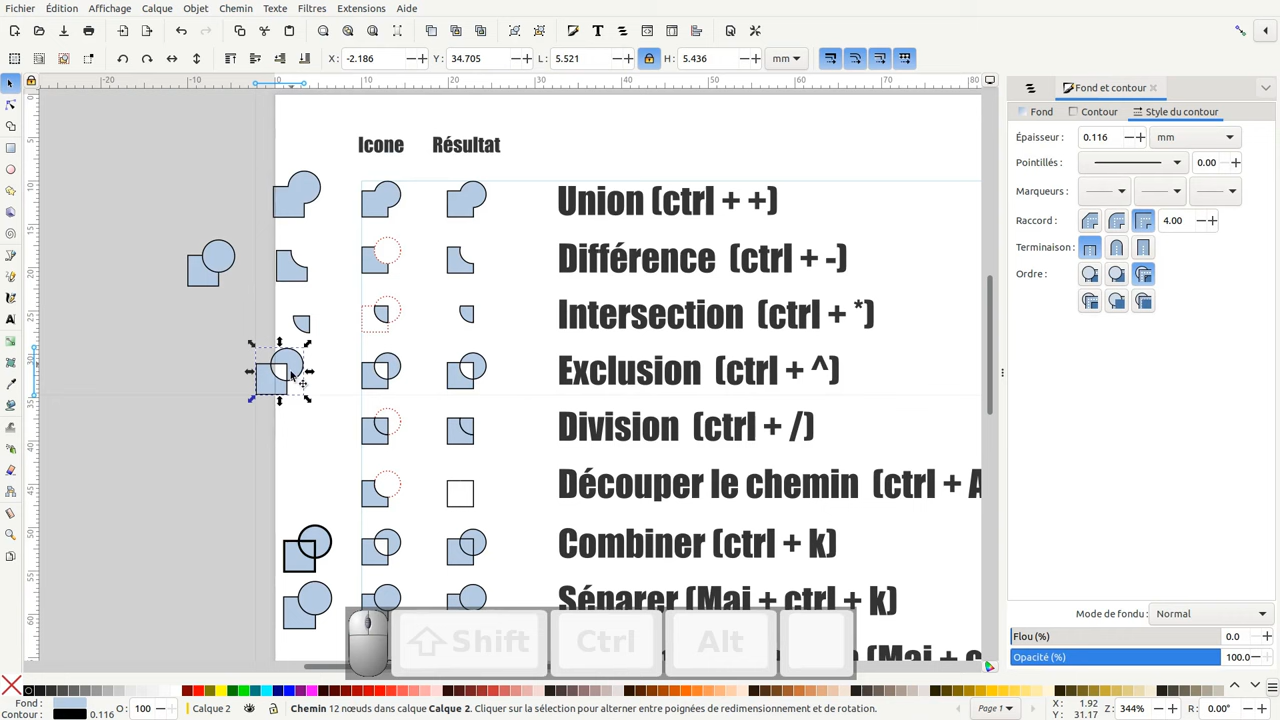 Fichier Édition Affichage Calque Objet Chemin Texte Filtres Extensions Aide
X: -2.186 Y: 34.705 L: 5.521 H: 5.436 mm
Fond et contour
Fond Contour Style du contour
Épaisseur: 0.116 mm
Pointillés: 0.00
Marqueurs:
Raccord: 4.00
Terminaison:
Ordre:
Icone Résultat
Union (ctrl + +)
Différence (ctrl + -)
Intersection (ctrl + *)
Exclusion (ctrl + ^)
Division (ctrl + /)
Découper le chemin (ctrl + A
Combiner (ctrl + k)
Séparer (Maj + ctrl + k)
(Maj + c
Shift Ctrl Alt
Mode de fondu: Normal
Flou (%) 0.0
Opacité (%) 100.0
Fond :
Contour : 0.116
O: 100
Calque 2
Chemin 12 nœuds dans calque Calque 2. Cliquer sur la sélection pour alterner entre poignées de redimensionnement et de rotation.
Page 1
X: 1.92
Y: 31.17
Z: 344%
R: 0.00°